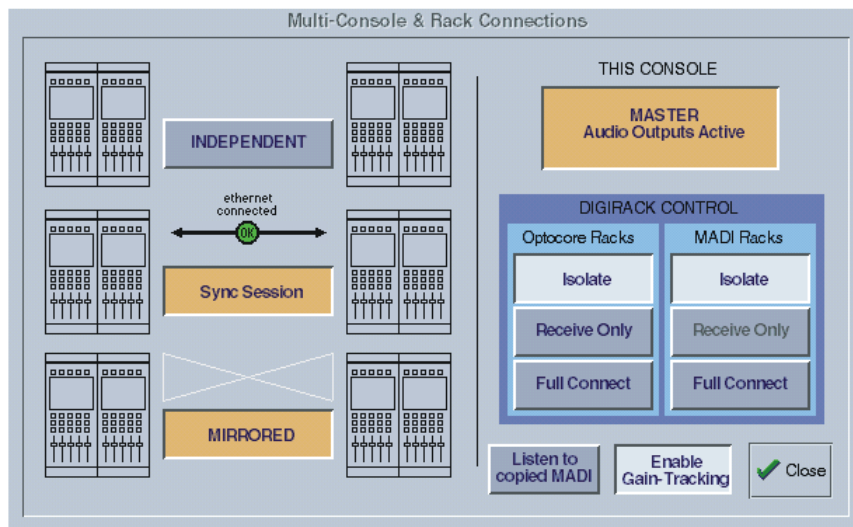 Multi-Console & Rack Connections
INDEPENDENT
ethernet
connected
OK
Sync Session
MIRRORED
THIS CONSOLE
MASTER
Audio Outputs Active
DIGIRACK CONTROL
Optocore Racks
MADI Racks
Isolate
Isolate
Receive Only
Receive Only
Full Connect
Full Connect
Listen to
copied MADI
Enable
Gain-Tracking
Close